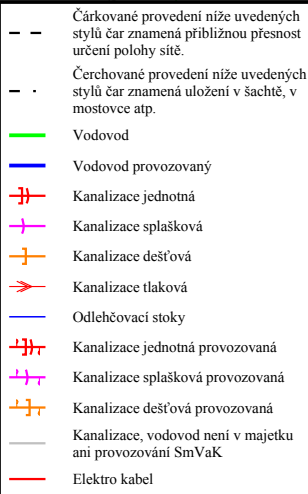 Čárkované provedení níže uvedených
stylů čar znamená přibližnou přesnost
určení polohy sítě.
Čerchované provedení níže uvedených
stylů čar znamená uložení v šachtě, v
mostovce atp.
Vodovod
Vodovod provozovaný
Kanalizace jednotná
Kanalizace splašková
Kanalizace dešťová
Kanalizace tlaková
Odlehčovací stoky
Kanalizace jednotná provozovaná
Kanalizace splašková provozovaná
Kanalizace dešťová provozovaná
Kanalizace, vodovod není v majetku
ani provozování SmVaK
Elektro kabel